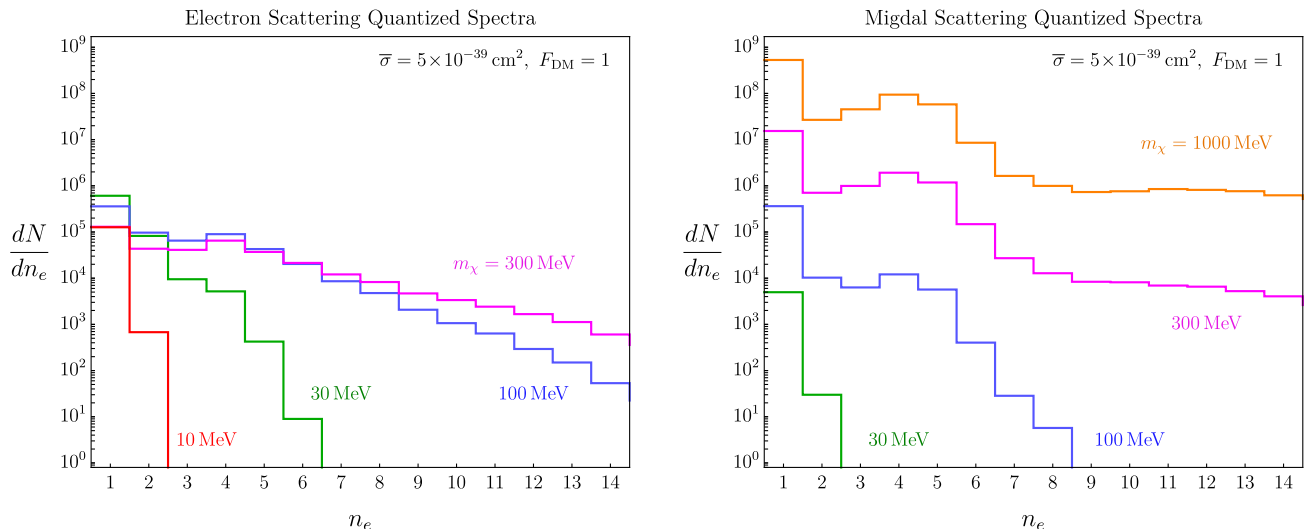 Electron Scattering Quantized Spectra
10⁹
10⁸
10⁷
10⁶
10⁵
10⁴
10³
10²
10¹
10⁰
dN
dnₑ
σ̅ = 5×10⁻³⁹ cm², F_DM = 1
m_χ = 300 MeV
30 MeV
100 MeV
10 MeV
1 2 3 4 5 6 7 8 9 10 11 12 13 14
nₑ
Migdal Scattering Quantized Spectra
10⁹
10⁸
10⁷
10⁶
10⁵
10⁴
10³
10²
10¹
10⁰
dN
dnₑ
σ̅ = 5×10⁻³⁹ cm², F_DM = 1
m_χ = 1000 MeV
300 MeV
30 MeV
100 MeV
1 2 3 4 5 6 7 8 9 10 11 12 13 14
nₑ